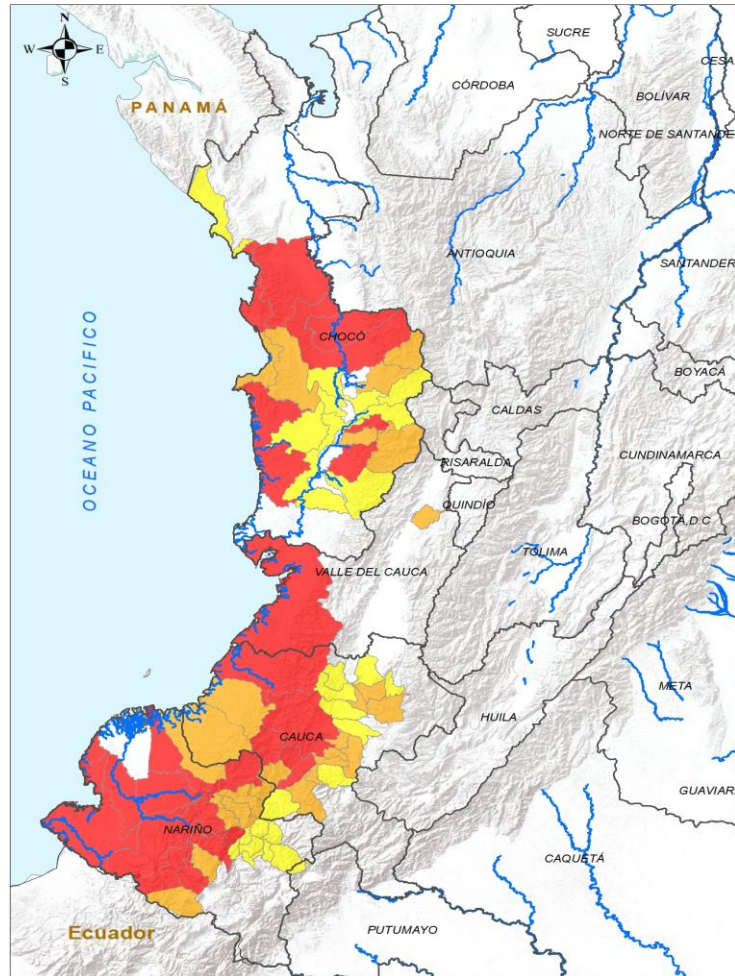 N
W E
S
PANAMÁ
SUCRE
CÓRDOBA
CESA
BOLÍVAR
NORTE DE SANTANDE
ANTIOQUIA
SANTANDER
OCEANO PACIFICO
CHOCÓ
BOYACÁ
CALDAS
CUNDINAMARCA
RISARALDA
QUINDÍO
BOGOTÁ, D.C
TOLIMA
VALLE DEL CAUCA
META
HUILA
CAUCA
GUAVIAR
NARIÑO
CAQUETÁ
Ecuador
PUTUMAYO